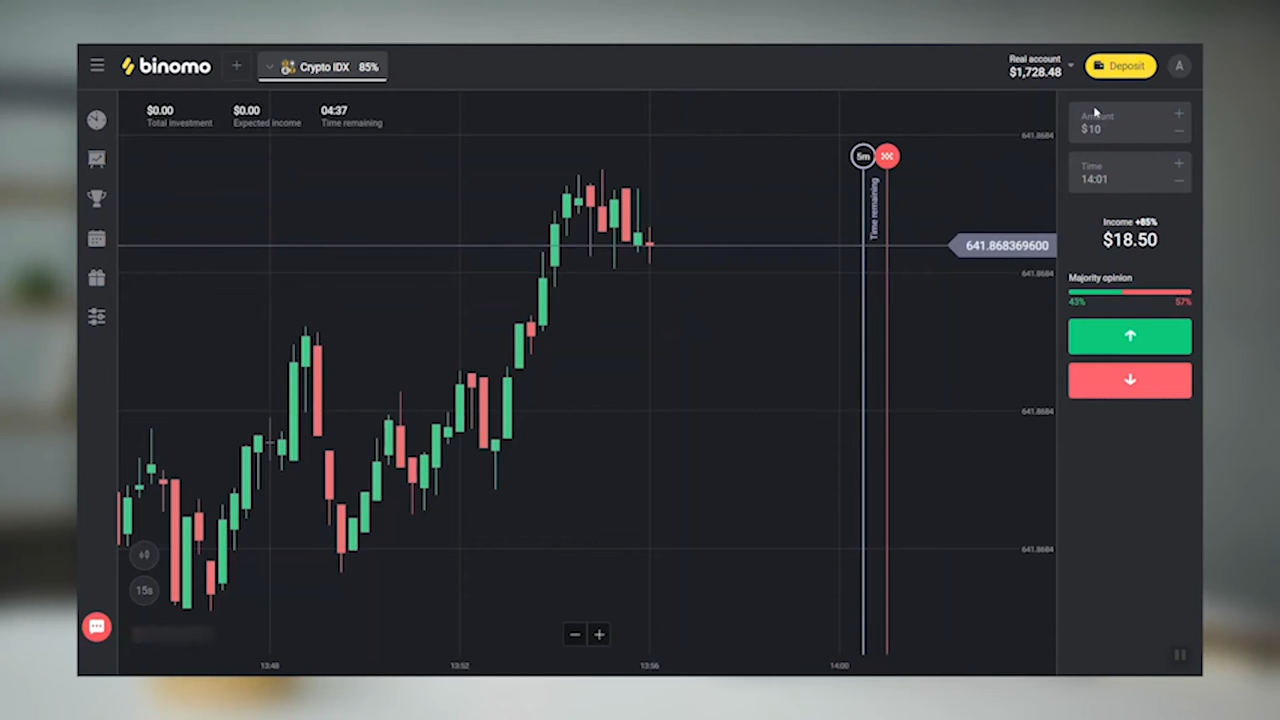 binomo
+
Crypto IDX 85%
Real account
$1,728.48
Deposit
A
$0.00
Total investment
$0.00
Expected income
04:37
Time remaining
5m
Time remaining
641.8684
641.868369600
641.8684
641.8684
641.8684
Amount
$10
+
−
Time
14:01
+
−
Income +85%
$18.50
Majority opinion
43% 57%
↑
↓
15s
− +
13:48 13:52 13:56 14:00